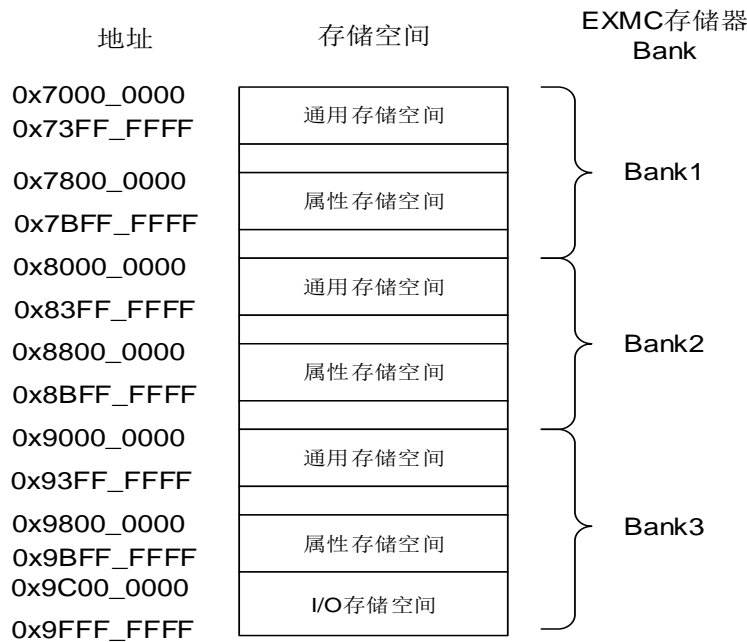 地址 存储空间 EXMC存储器
Bank
0x7000_0000
通用存储空间
0x73FF_FFFF
0x7800_0000
Bank1
属性存储空间
0x7BFF_FFFF
0x8000_0000
通用存储空间
0x83FF_FFFF
0x8800_0000
Bank2
属性存储空间
0x8BFF_FFFF
0x9000_0000
通用存储空间
0x93FF_FFFF
0x9800_0000
Bank3
属性存储空间
0x9BFF_FFFF
0x9C00_0000
I/O存储空间
0x9FFF_FFFF